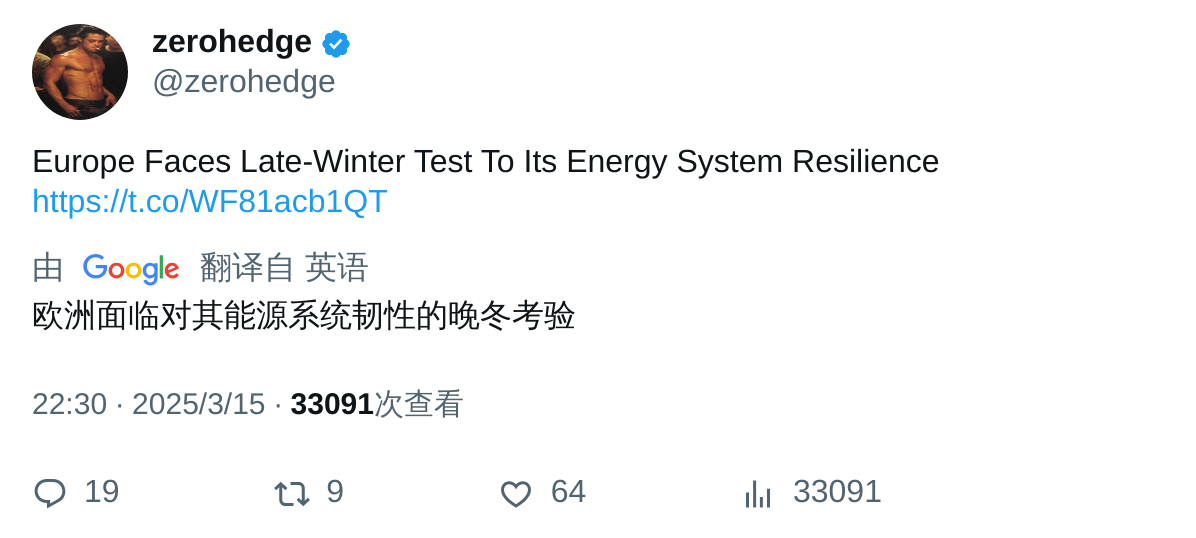 zerohedge
@zerohedge
Europe Faces Late-Winter Test To Its Energy System Resilience
https://t.co/WF81acb1QT
由 Google 翻译自 英语
欧洲面临对其能源系统韧性的晚冬考验
22:30 · 2025/3/15 · 33091次查看
19 9 64 33091